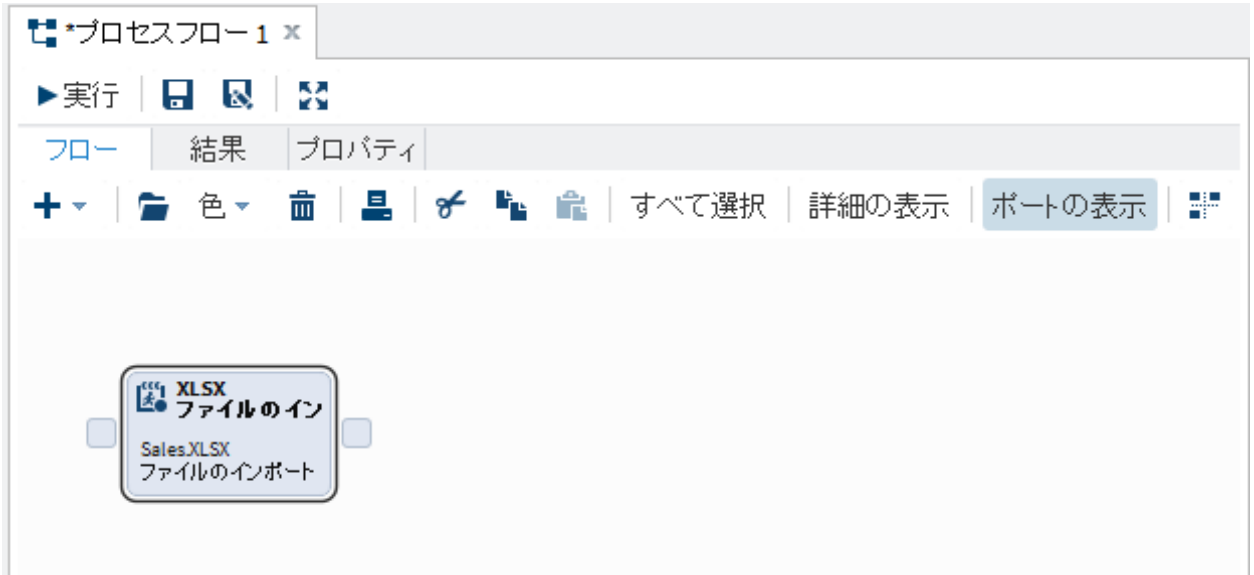 *プロセスフロー 1 x
実行
フロー 結果 プロパティ
色 すべて選択 詳細の表示 ポートの表示
XLSX
ファイルのイン
Sales.XLSX
ファイルのインポート